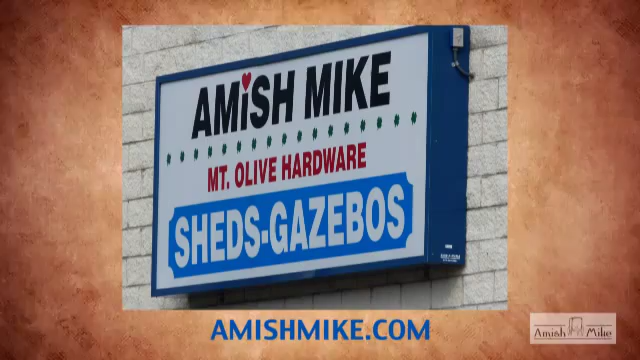 AMiSH MIKE
MT. OLIVE HARDWARE
SHEDS-GAZEBOS
AMISHMIKE.COM
Amish Mike